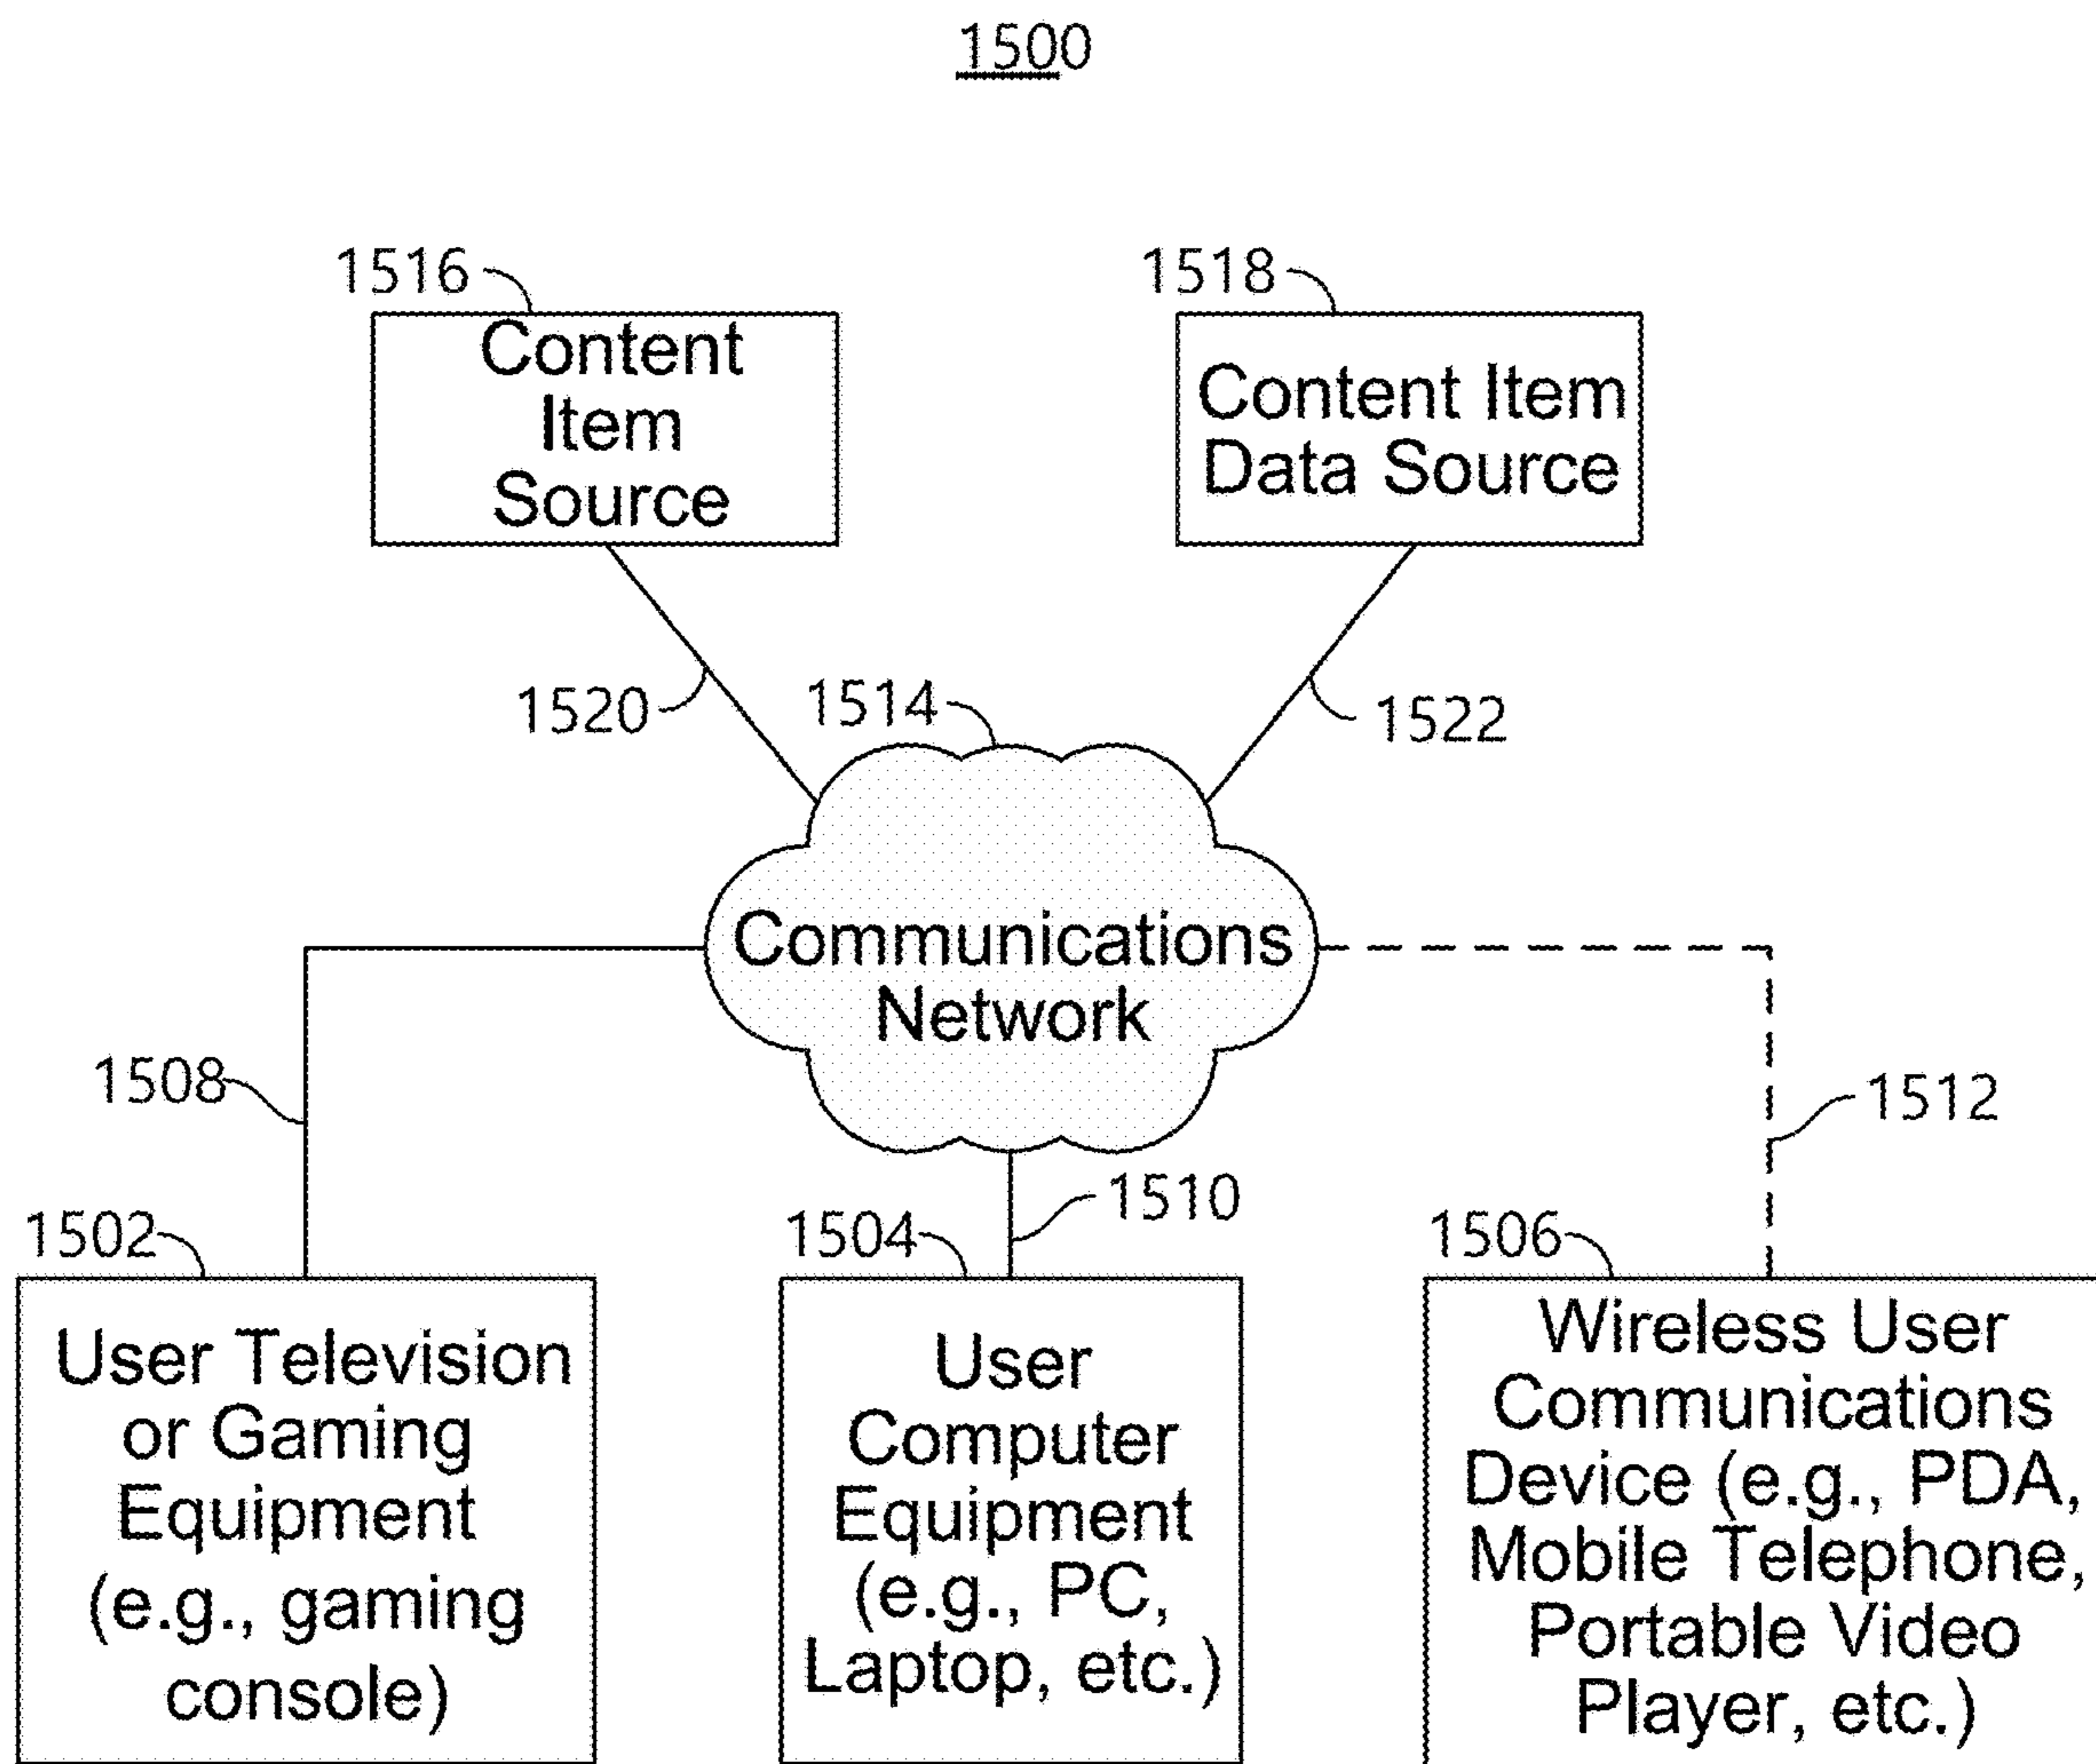 1500
1516
1518
Content
Item
Source
Content Item
Data Source
1520
1514
1522
Communications
Network
1508
1512
1510
1502
1504
1506
User Television
or Gaming
Equipment
(e.g., gaming
console)
User
Computer
Equipment
(e.g., PC,
Laptop, etc.)
Wireless User
Communications
Device (e.g., PDA,
Mobile Telephone,
Portable Video
Player, etc.)